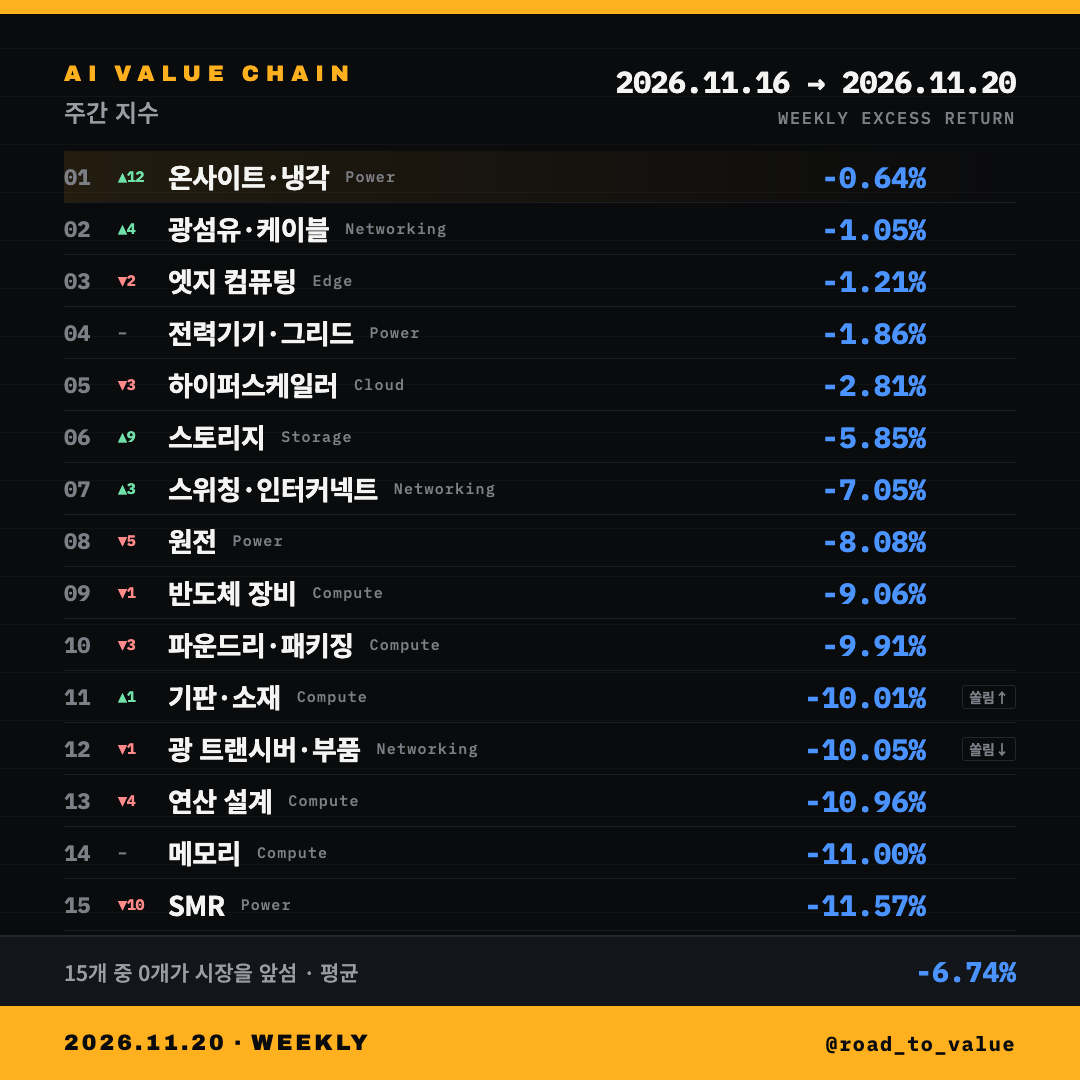 AI VALUE CHAIN
주간 지수
2026.11.16 → 2026.11.20
WEEKLY EXCESS RETURN
01 ▲12 온사이트·냉각 Power -0.64%
02 ▲4 광섬유·케이블 Networking -1.05%
03 ▼2 엣지 컴퓨팅 Edge -1.21%
04 - 전력기기·그리드 Power -1.86%
05 ▼3 하이퍼스케일러 Cloud -2.81%
06 ▲9 스토리지 Storage -5.85%
07 ▲3 스위칭·인터커넥트 Networking -7.05%
08 ▼5 원전 Power -8.08%
09 ▼1 반도체 장비 Compute -9.06%
10 ▼3 파운드리·패키징 Compute -9.91%
11 ▲1 기판·소재 Compute -10.01% 쏠림↑
12 ▼1 광 트랜시버·부품 Networking -10.05% 쏠림↓
13 ▼4 연산 설계 Compute -10.96%
14 - 메모리 Compute -11.00%
15 ▼10 SMR Power -11.57%
15개 중 0개가 시장을 앞섬 · 평균 -6.74%
2026.11.20 · WEEKLY
@road_to_value